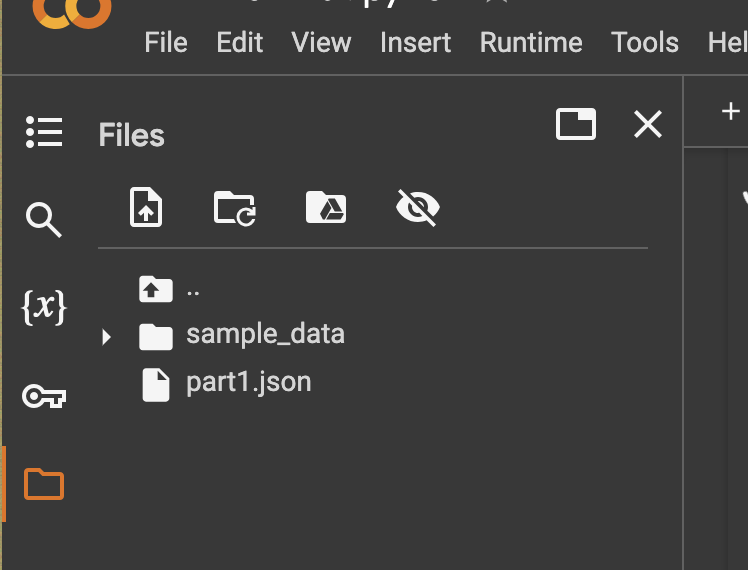 File Edit View Insert Runtime Tools
Files
{x}
..
sample_data
part1.json